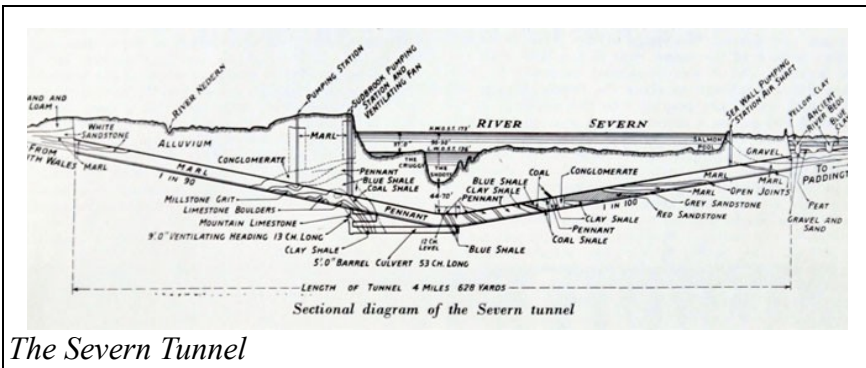 RIVER NEDERN
PUMPING STATION
SUDBROOK PUMPING
STATION AND
VENTILATING FAN
SEA WALL PUMPING
STATION AIR SHAFT
YELLOW CLAY
ANCIENT
RIVER BEDS
AND AND
LOAM
WHITE
SANDSTONE
ALLUVIUM
MARL
RIVER SEVERN
SALMON
POOL
GRAVEL
FROM
TH WALES
MARL
MARL
1 IN 90
CONGLOMERATE
THE
SHOOTS
PENNANT
BLUE SHALE
COAL SHALE
MILLSTONE GRIT
LIMESTONE BOULDERS
MOUNTAIN LIMESTONE
9'.0" VENTILATING HEADING 13 CH. LONG
CLAY SHALE
5'.0" BARREL CULVERT 53 CH. LONG
PENNANT
44-70'
12 CH.
LEVEL
BLUE SHALE
CLAY SHALE
PENNANT
BLUE SHALE
COAL
CONGLOMERATE
MARL
MARL
MARL
OPEN JOINTS
GREY SANDSTONE
1 IN 100
RED SANDSTONE
CLAY SHALE
PENNANT
COAL SHALE
TO
PADDINGT
PEAT
GRAVEL AND
SAND
LENGTH OF TUNNEL 4 MILES 628 YARDS
Sectional diagram of the Severn tunnel
The Severn Tunnel